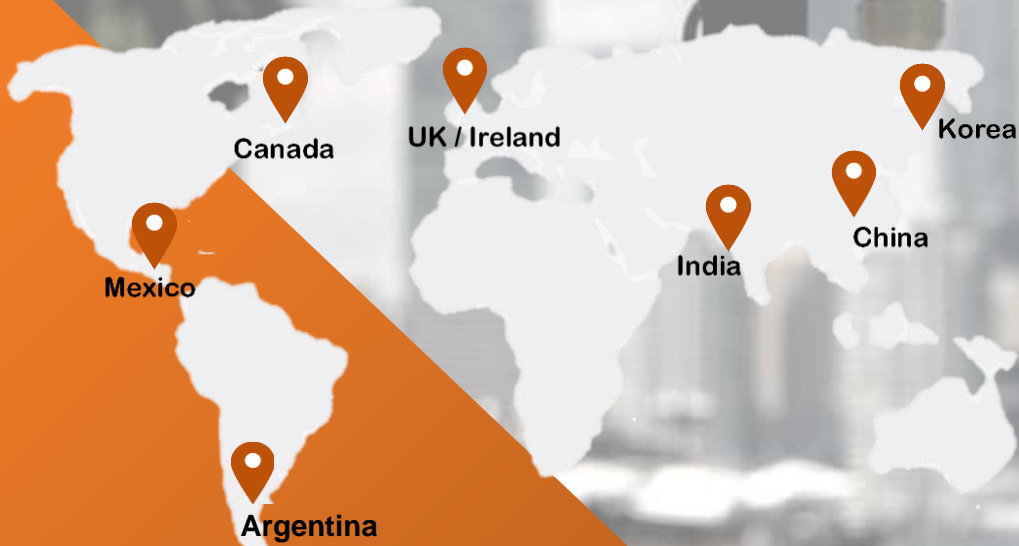 Korea
UK / Ireland
Canada
China
India
Mexico
Argentina